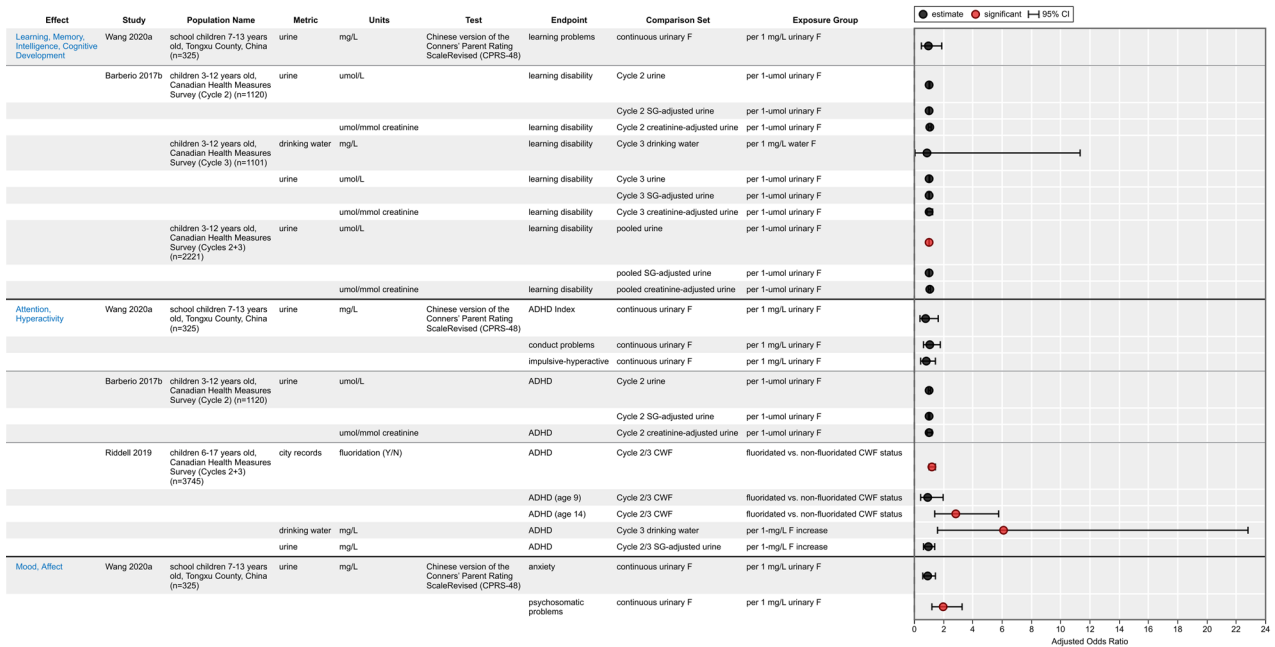 Effect Study Population Name Metric Units Test Endpoint Comparison Set Exposure Group
estimate significant 95% CI
Learning, Memory, Intelligence, Cognitive Development Wang 2020a school children 7-13 years old, Tongxu County, China (n=325) urine mg/L Chinese version of the Conners' Parent Rating ScaleRevised (CPRS-48) learning problems continuous urinary F per 1 mg/L urinary F
Barberio 2017b children 3-12 years old, Canadian Health Measures Survey (Cycle 2) (n=1120) urine umol/L learning disability Cycle 2 urine per 1-umol urinary F
Cycle 2 SG-adjusted urine per 1-umol urinary F
umol/mmol creatinine learning disability Cycle 2 creatinine-adjusted urine per 1-umol urinary F
children 3-12 years old, Canadian Health Measures Survey (Cycle 3) (n=1101) drinking water mg/L learning disability Cycle 3 drinking water per 1 mg/L water F
urine umol/L learning disability Cycle 3 urine per 1-umol urinary F
Cycle 3 SG-adjusted urine per 1-umol urinary F
umol/mmol creatinine learning disability Cycle 3 creatinine-adjusted urine per 1-umol urinary F
children 3-12 years old, Canadian Health Measures Survey (Cycles 2+3) (n=2221) urine umol/L learning disability pooled urine per 1-umol urinary F
pooled SG-adjusted urine per 1-umol urinary F
umol/mmol creatinine learning disability pooled creatinine-adjusted urine per 1-umol urinary F
Attention, Hyperactivity Wang 2020a school children 7-13 years old, Tongxu County, China (n=325) urine mg/L Chinese version of the Conners' Parent Rating ScaleRevised (CPRS-48) ADHD Index continuous urinary F per 1 mg/L urinary F
conduct problems continuous urinary F per 1 mg/L urinary F
impulsive-hyperactive continuous urinary F per 1 mg/L urinary F
Barberio 2017b children 3-12 years old, Canadian Health Measures Survey (Cycle 2) (n=1120) urine umol/L ADHD Cycle 2 urine per 1-umol urinary F
Cycle 2 SG-adjusted urine per 1-umol urinary F
umol/mmol creatinine ADHD Cycle 2 creatinine-adjusted urine per 1-umol urinary F
Riddell 2019 children 6-17 years old, Canadian Health Measures Survey (Cycles 2+3) (n=3745) city records fluoridation (Y/N) ADHD Cycle 2/3 CWF fluoridated vs. non-fluoridated CWF status
ADHD (age 9) Cycle 2/3 CWF fluoridated vs. non-fluoridated CWF status
ADHD (age 14) Cycle 2/3 CWF fluoridated vs. non-fluoridated CWF status
drinking water mg/L ADHD Cycle 3 drinking water per 1-mg/L F increase
urine mg/L ADHD Cycle 2/3 SG-adjusted urine per 1-mg/L F increase
Mood, Affect Wang 2020a school children 7-13 years old, Tongxu County, China (n=325) urine mg/L Chinese version of the Conners' Parent Rating ScaleRevised (CPRS-48) anxiety continuous urinary F per 1 mg/L urinary F
psychosomatic problems continuous urinary F per 1 mg/L urinary F
0 2 4 6 8 10 12 14 16 18 20 22 24
Adjusted Odds Ratio